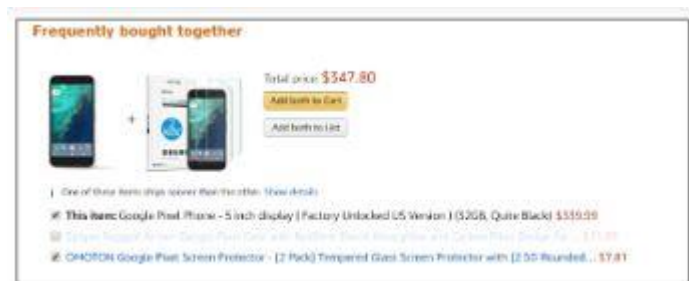 Frequently bought together
Total price: $347.80
Add both to Cart
Add both to List
One of these items ships sooner than the other. Show details
This item: Google Pixel Phone - 5 inch display ( Factory Unlocked US Version ) (32GB, Quite Black) $339.99
OMOTON Google Pixel Screen Protector - [2 Pack] Tempered Glass Screen Protector with [2.5D Rounded... $7.81